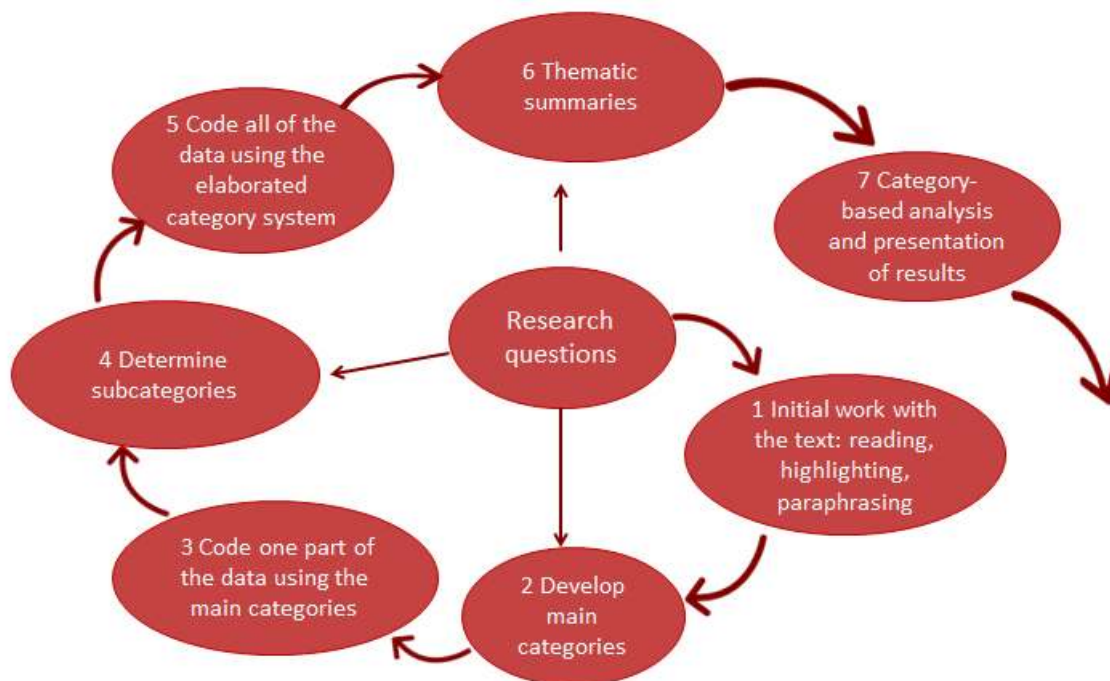 6 Thematic
summaries
5 Code all of the
data using the
elaborated
category system
7 Category-
based analysis
and presentation
of results
Research
questions
4 Determine
subcategories
1 Initial work with
the text: reading,
highlighting,
paraphrasing
3 Code one part of
the data using the
main categories
2 Develop
main
categories